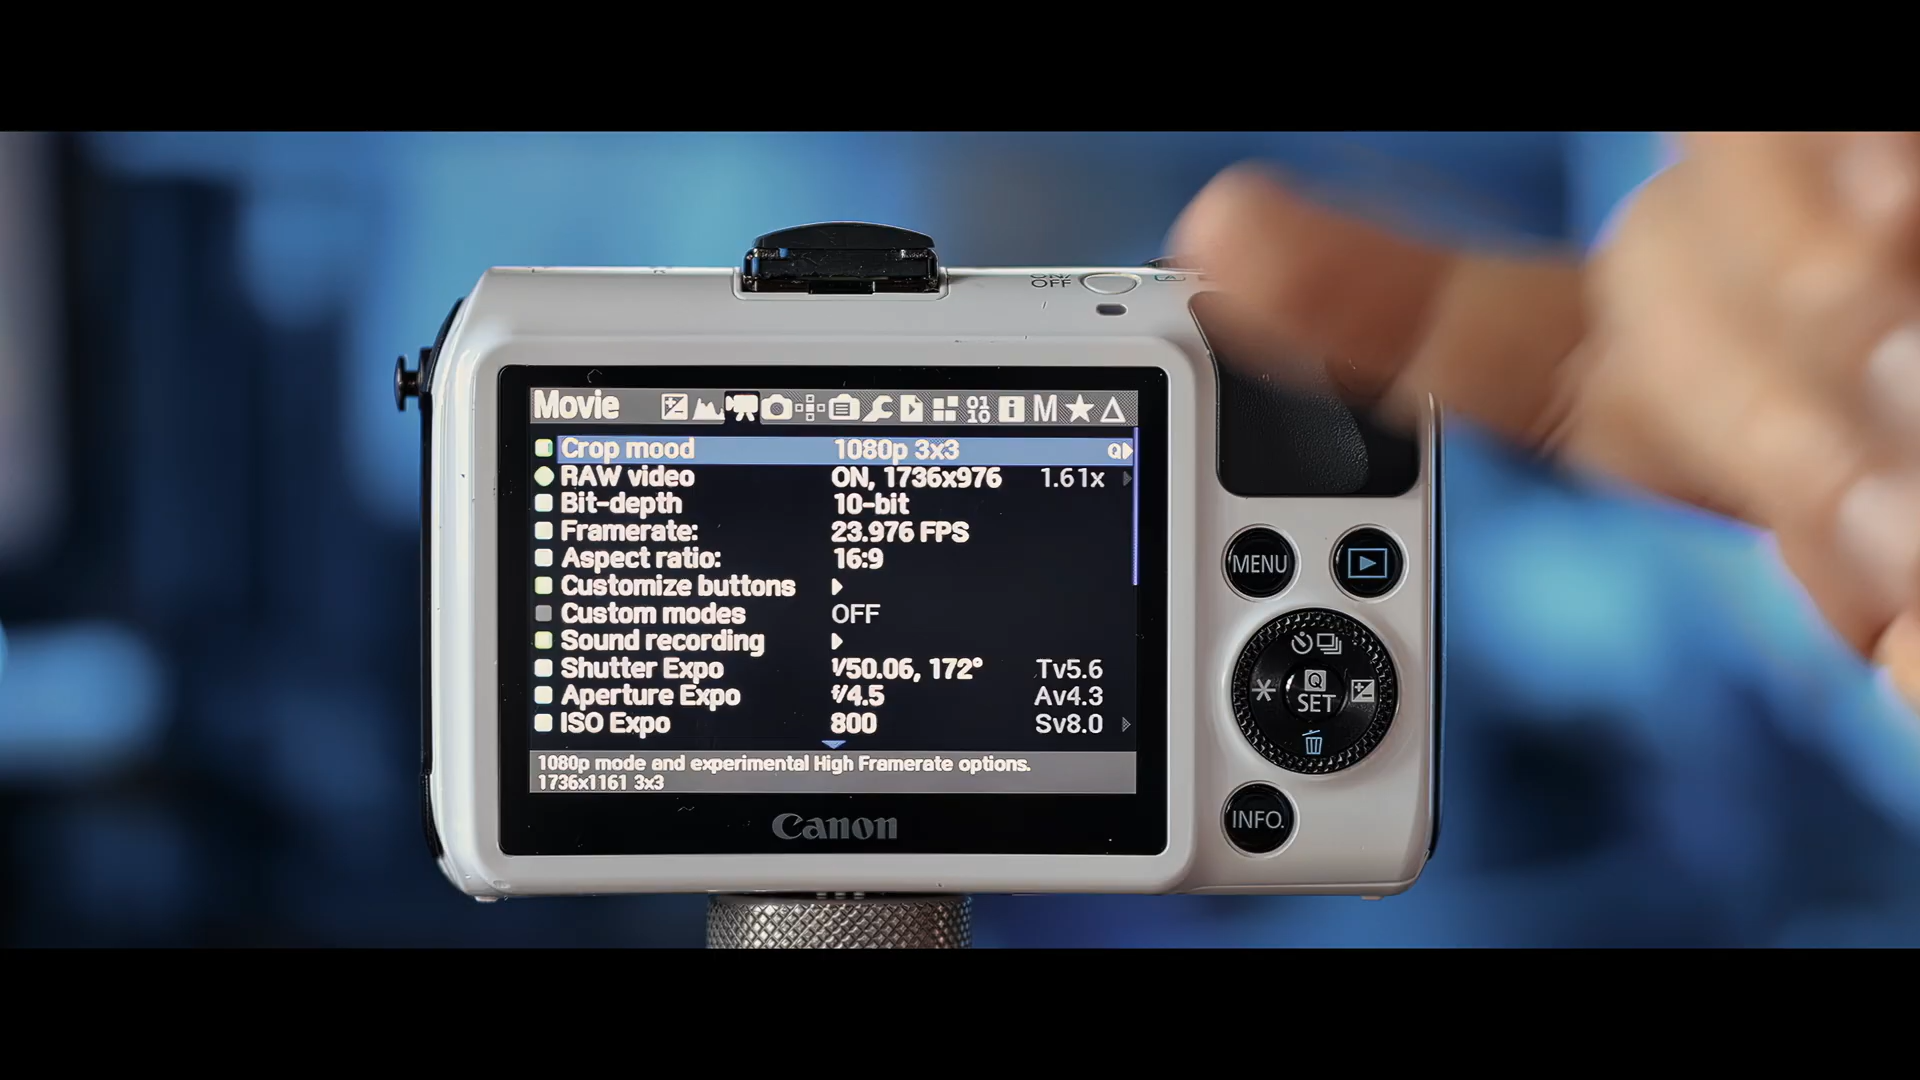 ON/
OFF
Movie 01 10 i M
Crop mood 1080p 3x3 Q
RAW video ON, 1736x976 1.61x
Bit-depth 10-bit
Framerate: 23.976 FPS
Aspect ratio: 16:9
Customize buttons
Custom modes OFF
Sound recording
Shutter Expo 1/50.06, 172° Tv5.6
Aperture Expo f/4.5 Av4.3
ISO Expo 800 Sv8.0
1080p mode and experimental High Framerate options.
1736x1161 3x3
Canon
MENU
Q
SET
INFO.